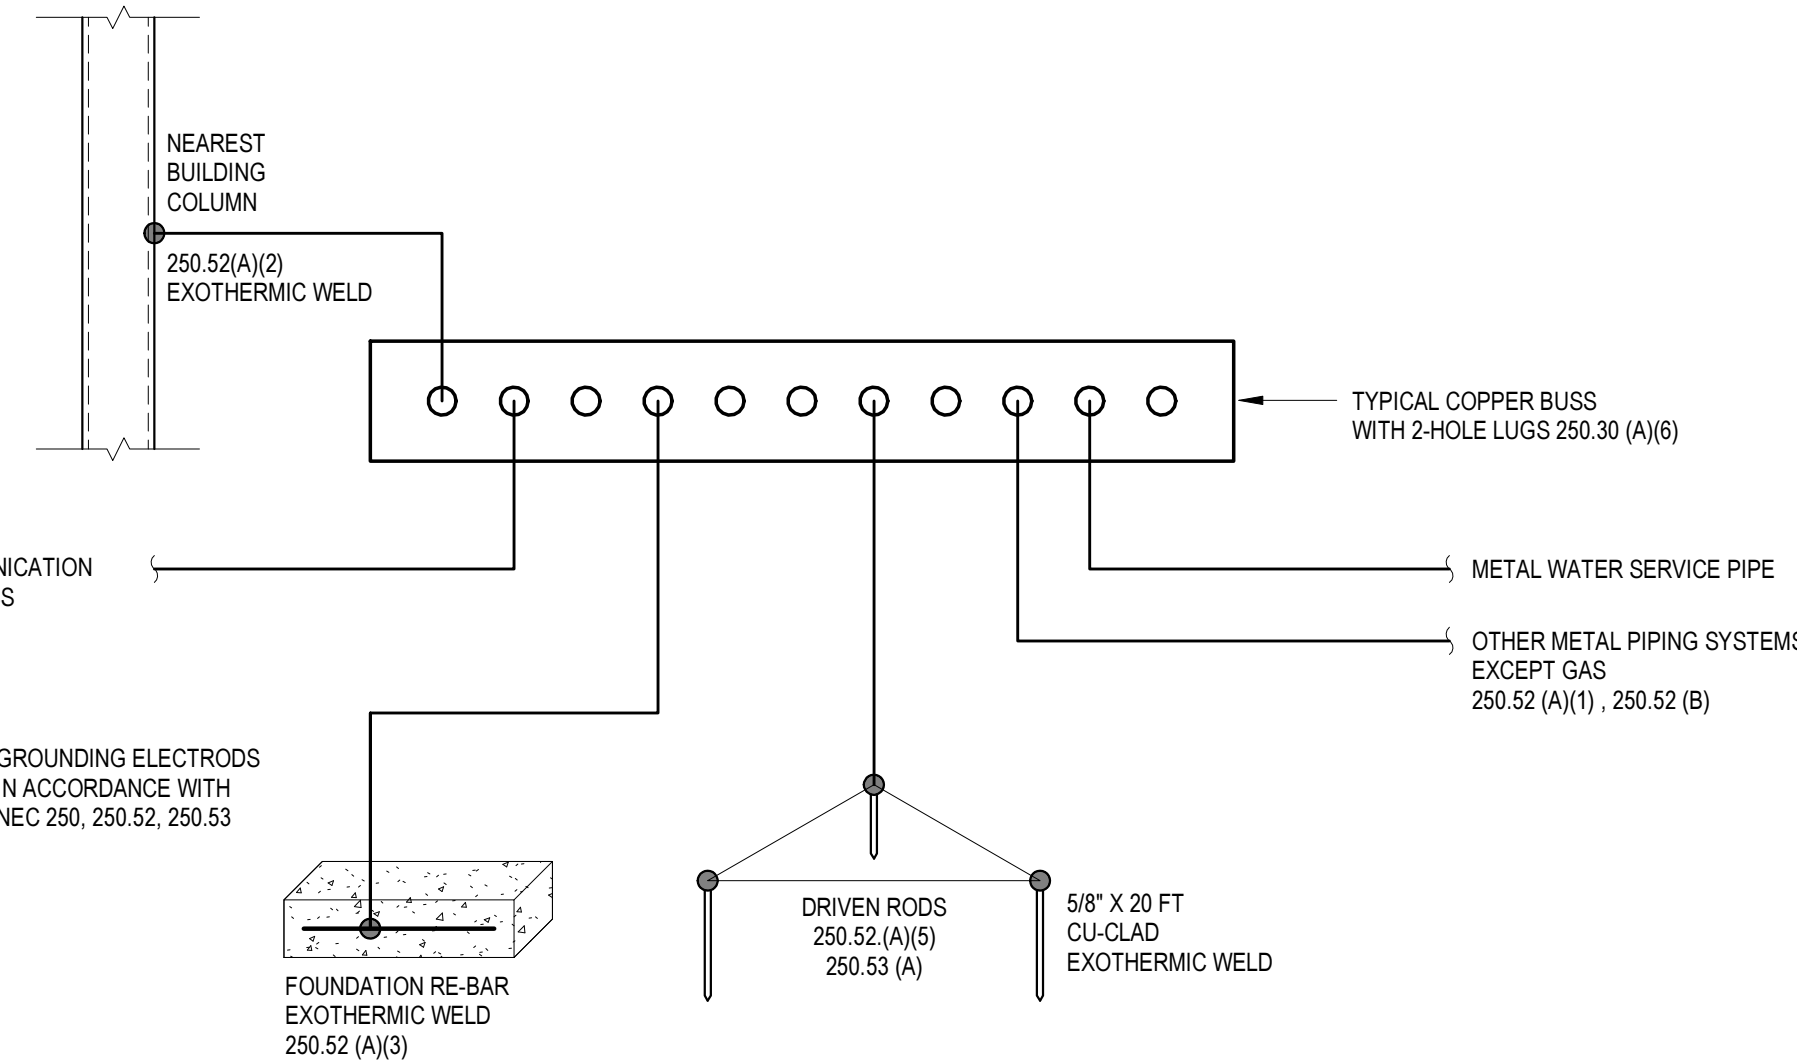 NEAREST
BUILDING
COLUMN
250.52(A)(2)
EXOTHERMIC WELD
TYPICAL COPPER BUSS
WITH 2-HOLE LUGS 250.30 (A)(6)
NICATION
S
METAL WATER SERVICE PIPE
OTHER METAL PIPING SYSTEMS
EXCEPT GAS
250.52 (A)(1) , 250.52 (B)
GROUNDING ELECTRODS
IN ACCORDANCE WITH
NEC 250, 250.52, 250.53
DRIVEN RODS
250.52.(A)(5)
250.53 (A)
5/8" X 20 FT
CU-CLAD
EXOTHERMIC WELD
FOUNDATION RE-BAR
EXOTHERMIC WELD
250.52 (A)(3)